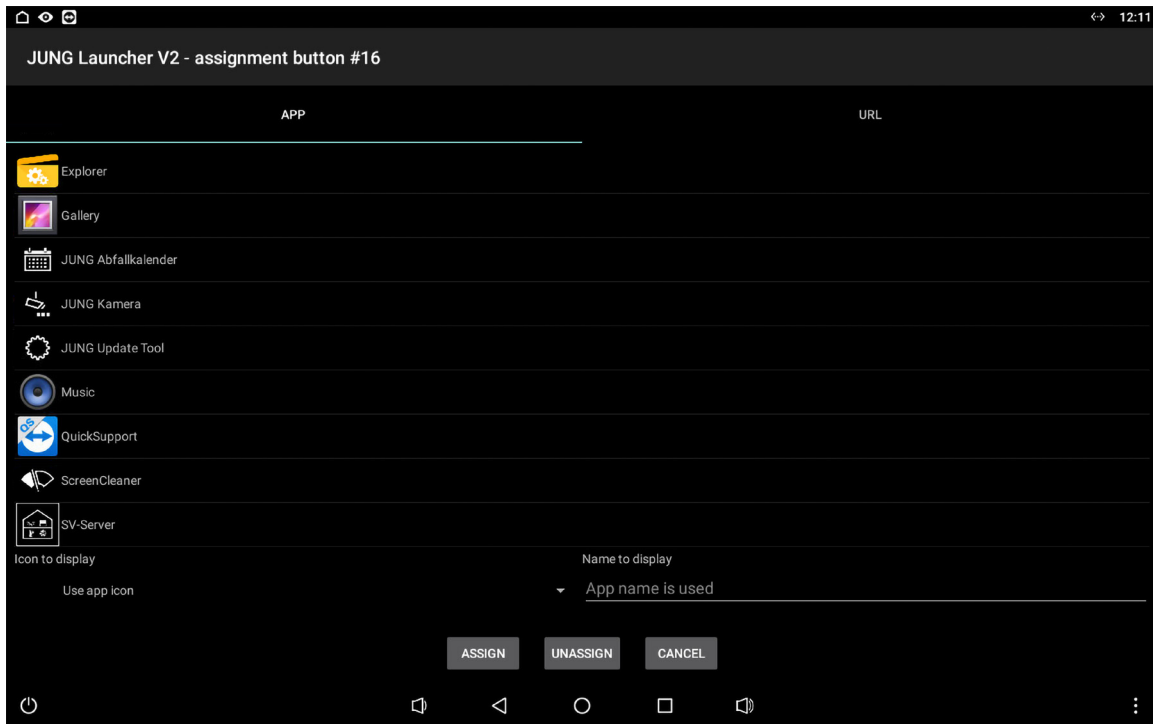 12:11
JUNG Launcher V2 - assignment button #16
APP URL
Explorer
Gallery
JUNG Abfallkalender
JUNG Kamera
JUNG Update Tool
Music
QS
QuickSupport
ScreenCleaner
SV-Server
Icon to display Name to display
Use app icon App name is used
ASSIGN UNASSIGN CANCEL